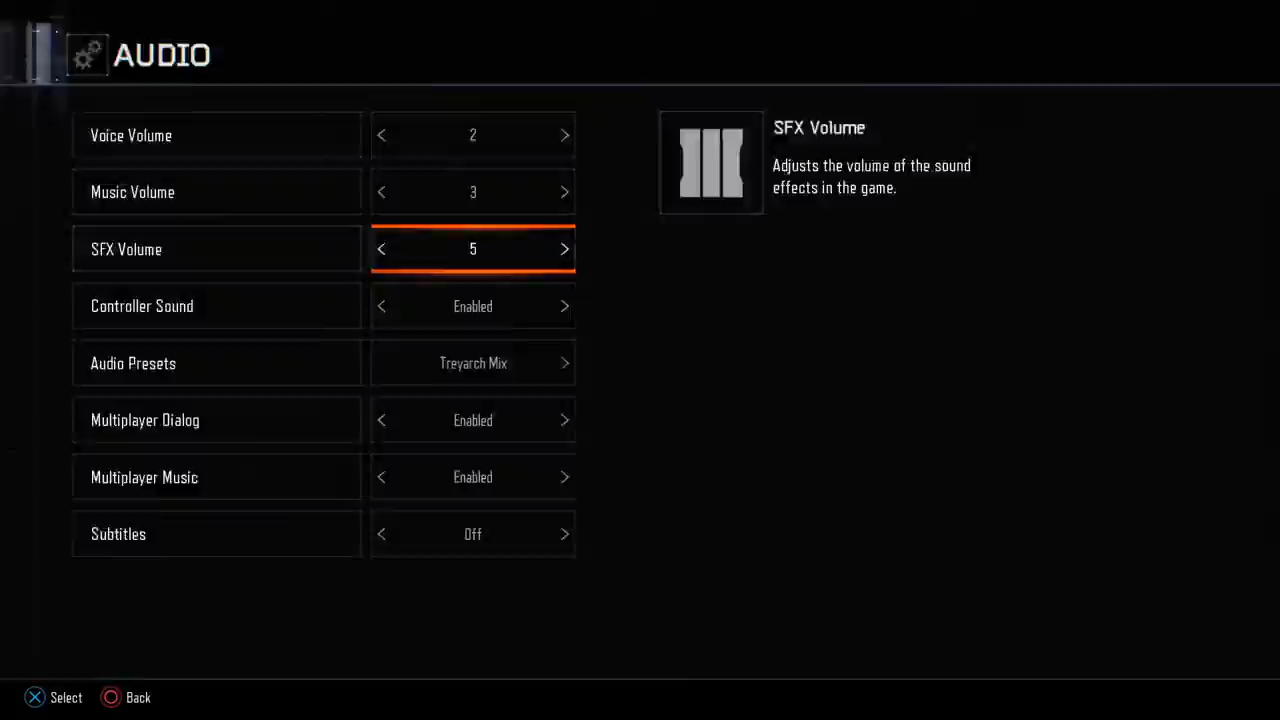 AUDIO
Voice Volume < 2 >
Music Volume < 3 >
SFX Volume < 5 >
Controller Sound < Enabled >
Audio Presets Treyarch Mix >
Multiplayer Dialog < Enabled >
Multiplayer Music < Enabled >
Subtitles < Off >
SFX Volume
Adjusts the volume of the sound
effects in the game.
Select Back